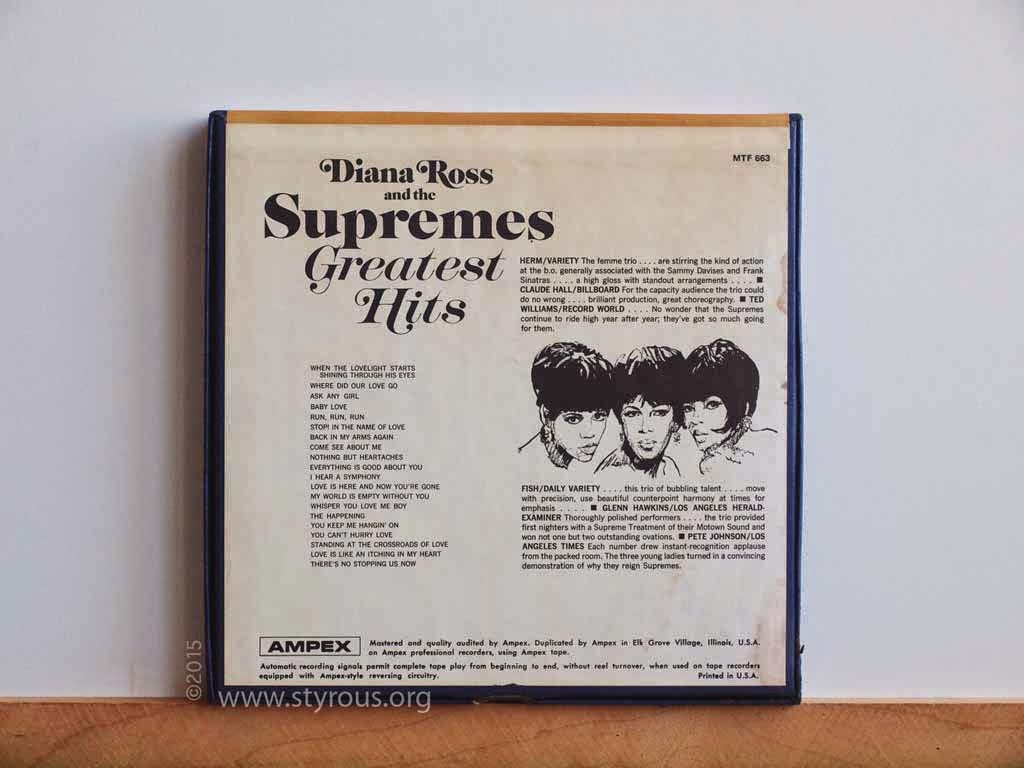 MTF 663
Diana Ross
and the
Supremes
Greatest
Hits
HERM/VARIETY The femme trio . . . . are stirring the kind of action
at the b.o. generally associated with the Sammy Davises and Frank
Sinatras . . . . a high gloss with standout arrangements . . . . ■
CLAUDE HALL/BILLBOARD For the capacity audience the trio could
do no wrong . . . . brilliant production, great choreography. ■ TED
WILLIAMS/RECORD WORLD . . . . No wonder that the Supremes
continue to ride high year after year; they've got so much going
for them.
WHEN THE LOVELIGHT STARTS
SHINING THROUGH HIS EYES
WHERE DID OUR LOVE GO
ASK ANY GIRL
BABY LOVE
RUN, RUN, RUN
STOP! IN THE NAME OF LOVE
BACK IN MY ARMS AGAIN
COME SEE ABOUT ME
NOTHING BUT HEARTACHES
EVERYTHING IS GOOD ABOUT YOU
I HEAR A SYMPHONY
LOVE IS HERE AND NOW YOU'RE GONE
MY WORLD IS EMPTY WITHOUT YOU
WHISPER YOU LOVE ME BOY
THE HAPPENING
YOU KEEP ME HANGIN' ON
YOU CAN'T HURRY LOVE
STANDING AT THE CROSSROADS OF LOVE
LOVE IS LIKE AN ITCHING IN MY HEART
THERE'S NO STOPPING US NOW
FISH/DAILY VARIETY . . . . this trio of bubbling talent . . . . move
with precision, use beautiful counterpoint harmony at times for
emphasis . . . . . ■ GLENN HAWKINS/LOS ANGELES HERALD-
EXAMINER Thoroughly polished performers . . . . the trio provided
first nighters with a Supreme Treatment of their Motown Sound and
won not one but two outstanding ovations. ■ PETE JOHNSON/LOS
ANGELES TIMES Each number drew instant-recognition applause
from the packed room. The three young ladies turned in a convincing
demonstration of why they reign Supremes.
AMPEX
Mastered and quality audited by Ampex. Duplicated by Ampex in Elk Grove Village, Illinois, U.S.A.
on Ampex professional recorders, using Ampex tape.
Automatic recording signals permit complete tape play from beginning to end, without reel turnover, when used on tape recorders
equipped with Ampex-style reversing circuitry.
Printed in U.S.A.
©2015
www.styrous.org